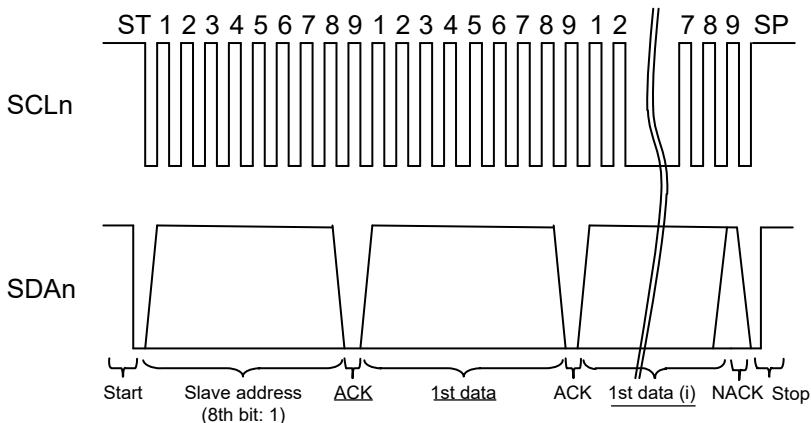 ST 1 2 3 4 5 6 7 8 9 1 2 3 4 5 6 7 8 9 1 2 7 8 9 SP
SCLn
SDAn
Start Slave address ACK 1st data ACK 1st data (i) NACK Stop
(8th bit: 1)